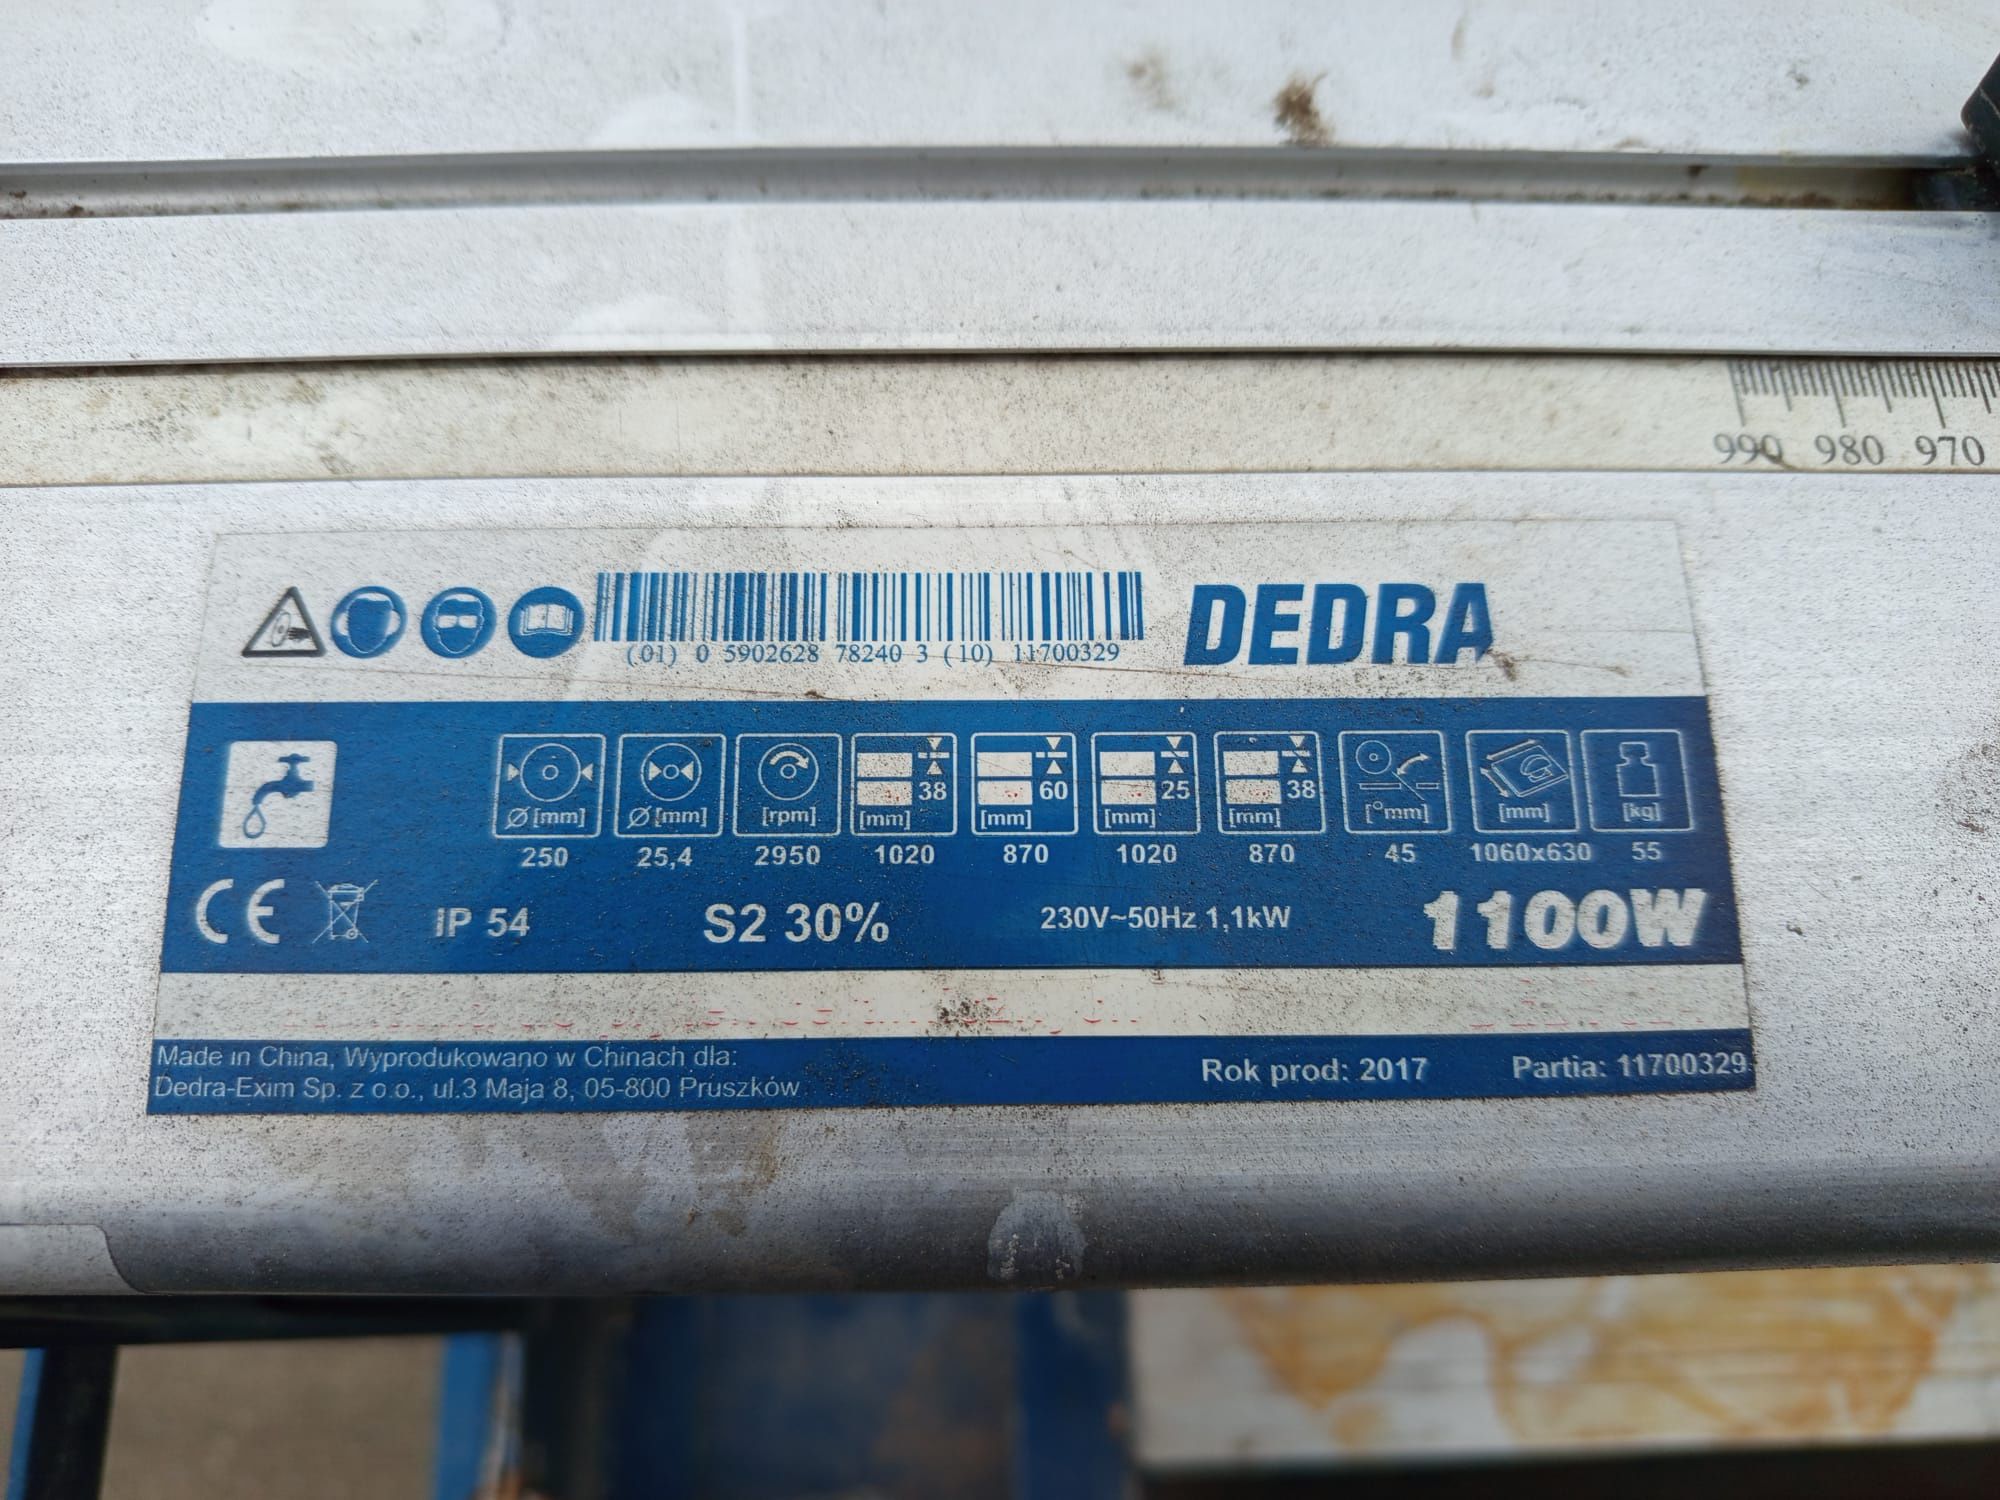 990 980 970
DEDRA
(01) 0 5902628 78240 3 (10) 11700329
38 60 25 38
Ø [mm] Ø [mm] [rpm] [mm] [mm] [mm] [mm] [°mm] [mm] [kg]
250 25,4 2950 1020 870 1020 870 45 1060x630 55
CE IP 54 S2 30% 230V~50Hz 1,1kW 1100W
Made in China, Wyprodukowano w Chinach dla:
Dedra-Exim Sp. z o.o., ul.3 Maja 8, 05-800 Pruszków
Rok prod: 2017 Partia: 11700329